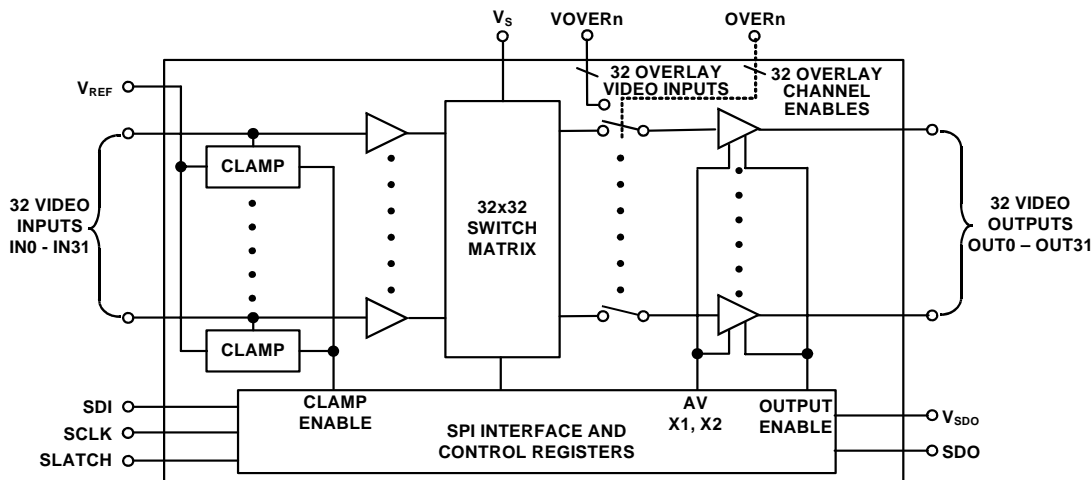 VS
VOVERn
OVERn
VREF
32 OVERLAY
VIDEO INPUTS
32 OVERLAY
CHANNEL
ENABLES
CLAMP
32 VIDEO
INPUTS
IN0 - IN31
32x32
SWITCH
MATRIX
32 VIDEO
OUTPUTS
OUT0 – OUT31
CLAMP
SDI
SCLK
SLATCH
CLAMP
ENABLE
SPI INTERFACE AND
CONTROL REGISTERS
AV
X1, X2
OUTPUT
ENABLE
VSDO
SDO